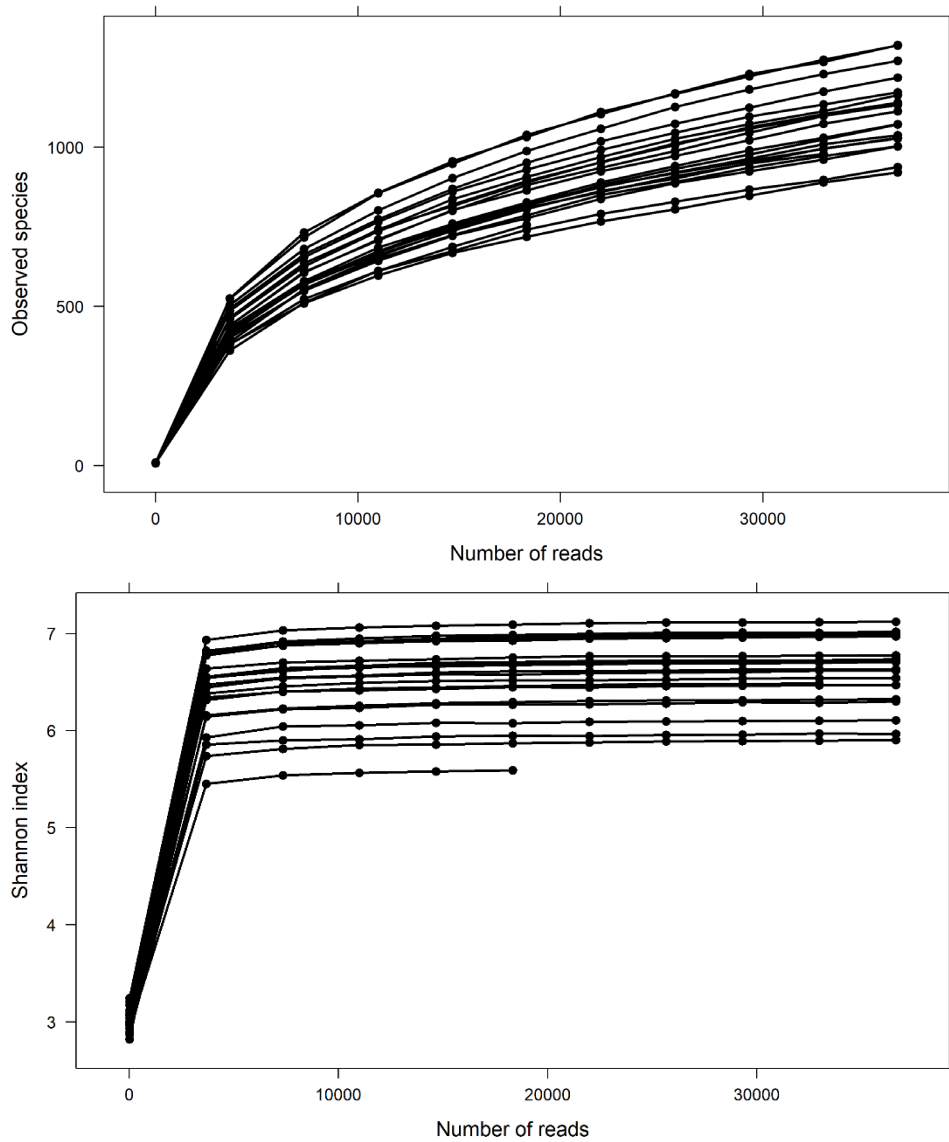 1000
500
0
Observed species
0 10000 20000 30000
Number of reads
7
6
5
4
3
Shannon index
0 10000 20000 30000
Number of reads